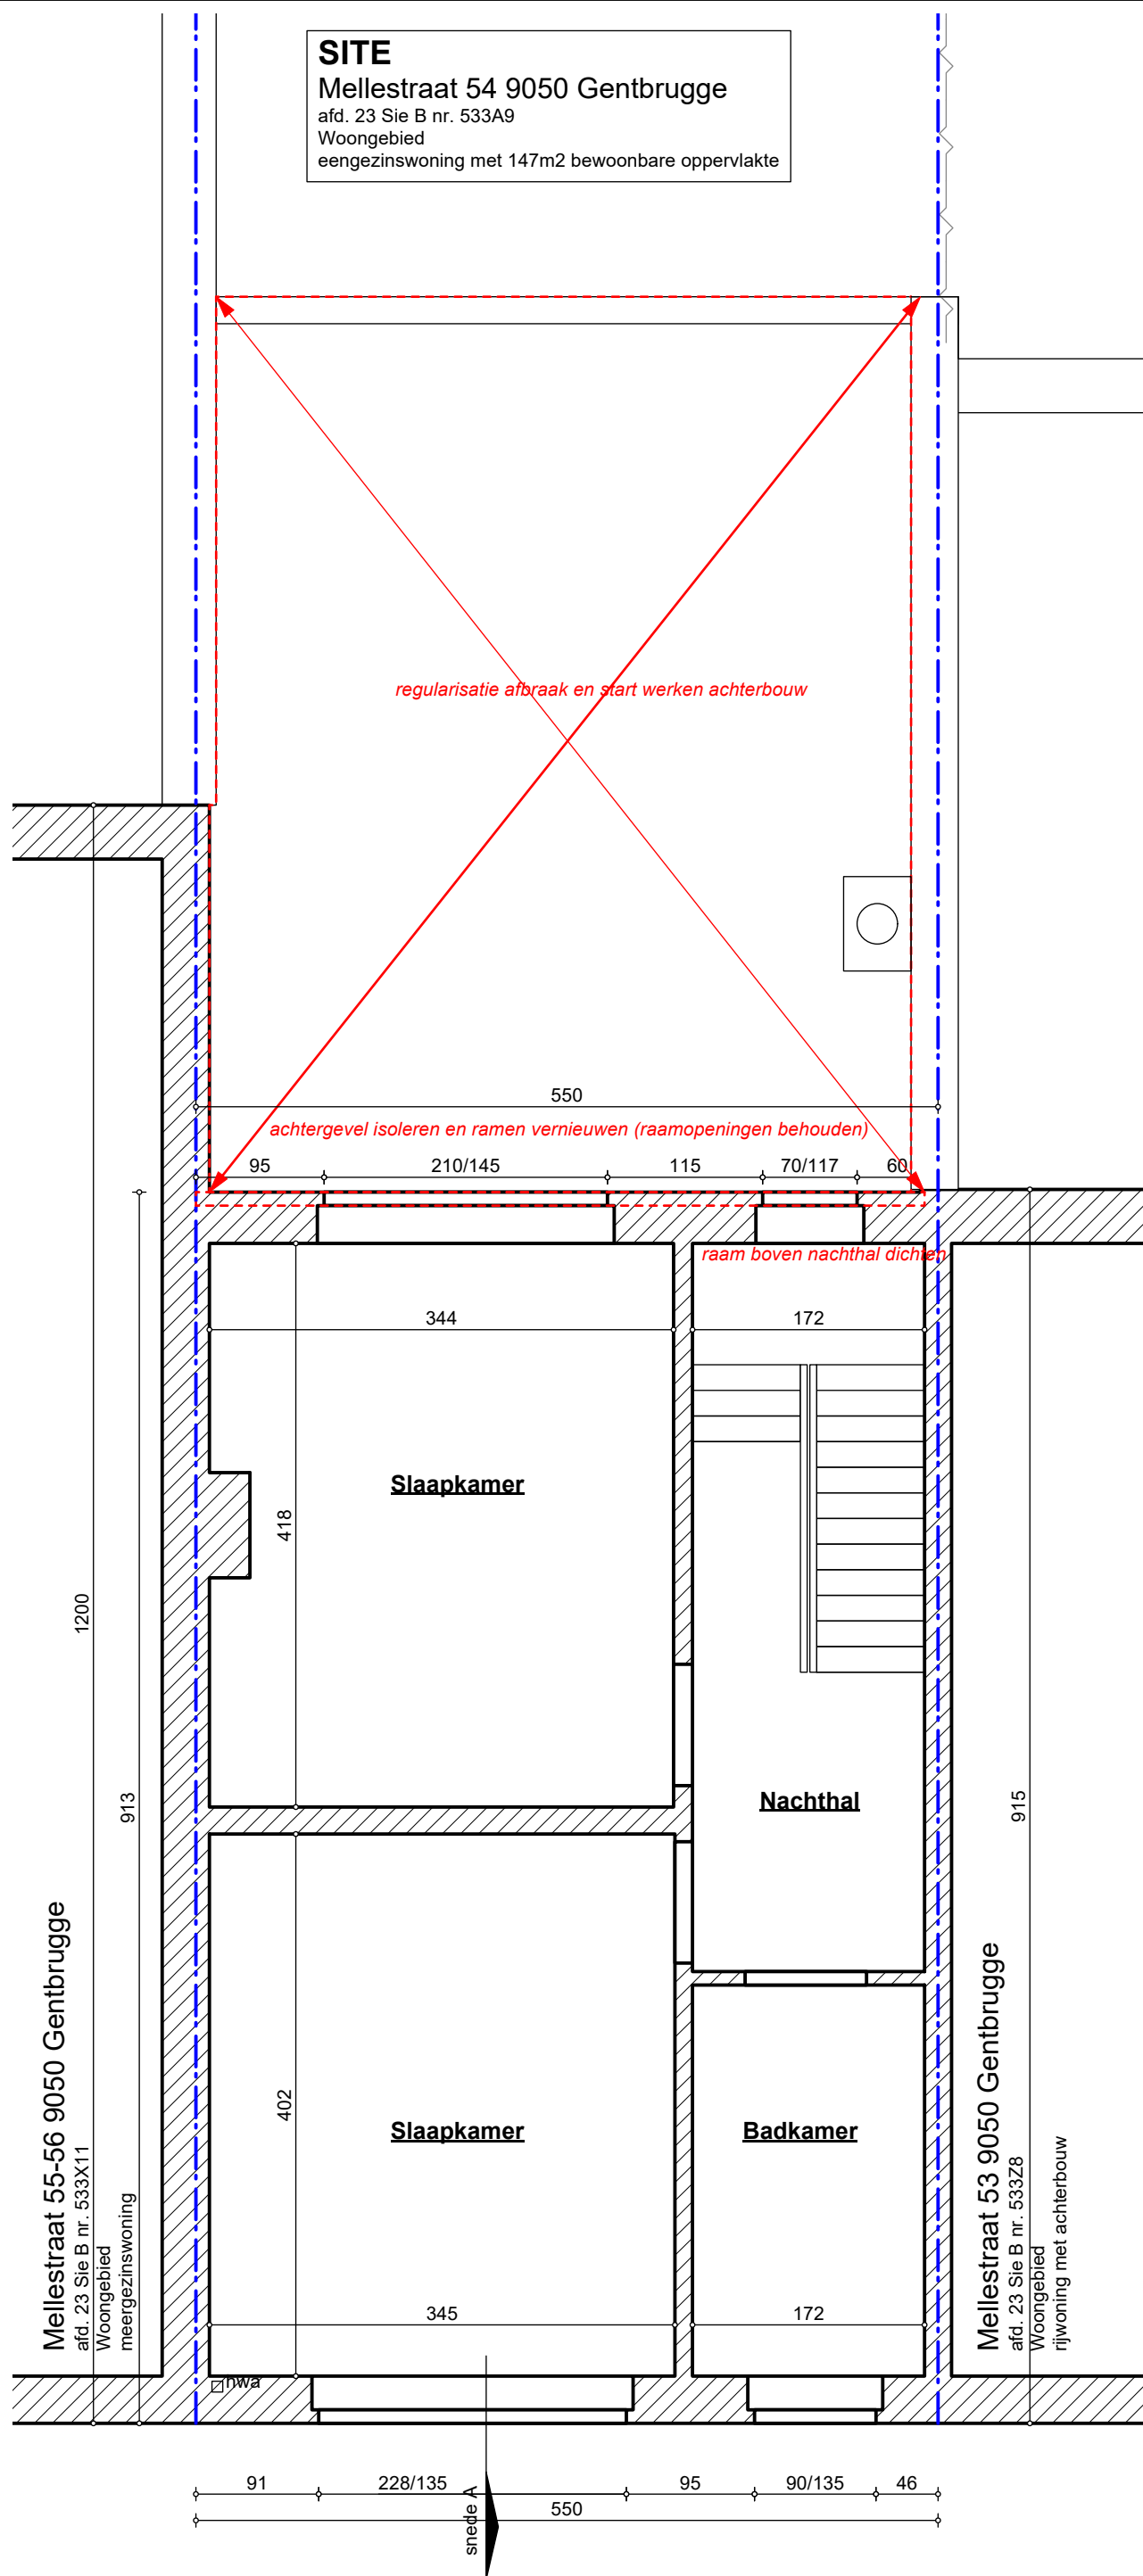 SITE
Mellestraat 54 9050 Gentbrugge
afd. 23 Sie B nr. 533A9
Woongebied
eengezinswoning met 147m2 bewoonbare oppervlakte
regularisatie afbraak en start werken achterbouw
550
achtergevel isoleren en ramen vernieuwen (raamopeningen behouden)
95
210/145
115
70/117
60
raam boven nachthal dichten
344
172
Slaapkamer
418
1200
913
Nachthal
915
Mellestraat 55-56 9050 Gentbrugge
afd. 23 Sie B nr. 533X11
Woongebied
meergezinswoning
402
Slaapkamer
Badkamer
Mellestraat 53 9050 Gentbrugge
afd. 23 Sie B nr. 533Z8
Woongebied
rijwoning met achterbouw
345
172
hwa
91
228/135
95
90/135
46
550
snede A